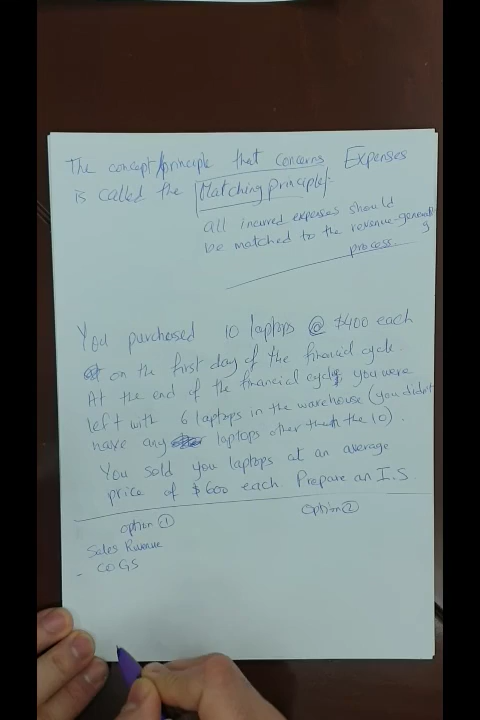 The concept/principle that concerns Expenses
is called the Matching principle.
all incured expenses should
be matched to the revenue-generating
process.
You purchased 10 laptops @ $400 each
on the first day of the financial cycle.
At the end of the financial cycle, you were
left with 6 laptops in the warehouse (you didn't
have any laptops other than the 10).
You sold you laptops at an average
price of $600 each. Prepare an I.S.
option ① Option ②
Sales Revenue
- COGS